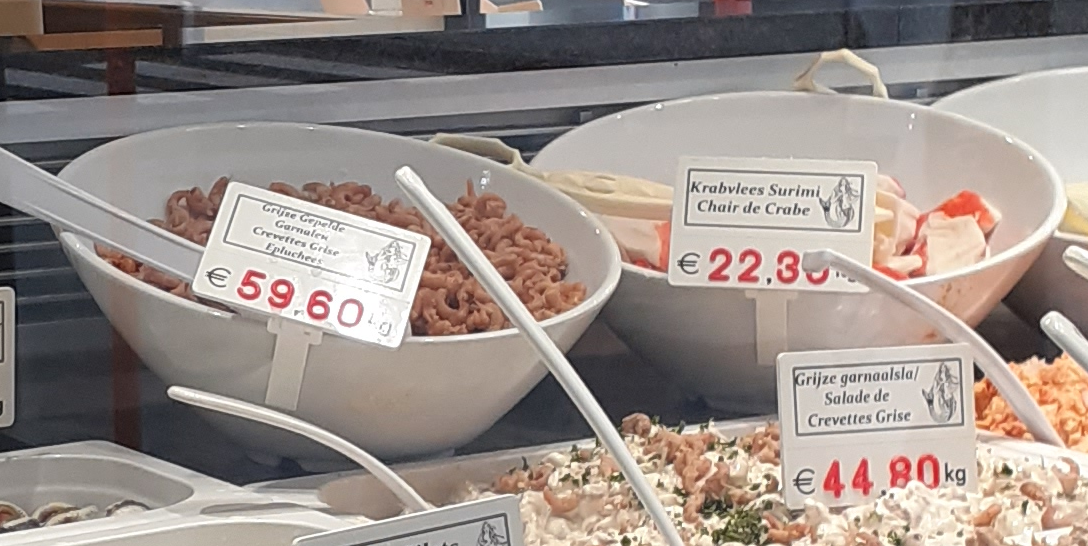 Grijze Gepelde
Garnalen
Crevettes Grise
Epluchees
€ 59.60 kg
Krabvlees Surimi
Chair de Crabe
€ 22.30
Grijze garnaalsla/
Salade de
Crevettes Grise
€ 44.80 kg